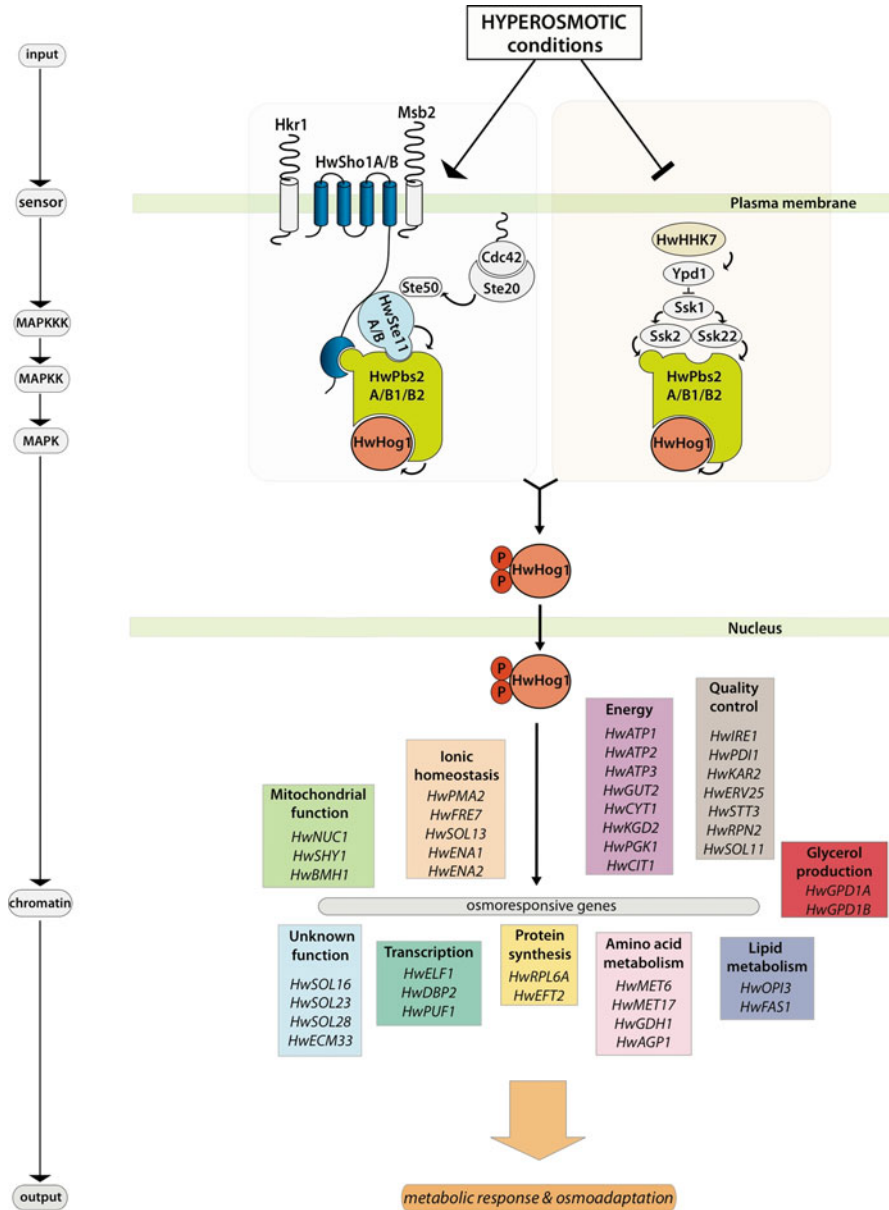 HYPEROSMOTIC
conditions
input
sensor
MAPKKK
MAPKK
MAPK
chromatin
output
Hkr1
HwSho1A/B
Msb2
Plasma membrane
Cdc42
Ste20
Ste50
HwSte11
A/B
HwPbs2
A/B1/B2
HwHog1
HwHHK7
Ypd1
Ssk1
Ssk2
Ssk22
HwPbs2
A/B1/B2
HwHog1
P
P
HwHog1
Nucleus
P
P
HwHog1
Mitochondrial
function
HwNUC1
HwSHY1
HwBMH1
Ionic
homeostasis
HwPMA2
HwFRE7
HwSOL13
HwENA1
HwENA2
Energy
HwATP1
HwATP2
HwATP3
HwGUT2
HwCYT1
HwKGD2
HwPGK1
HwCIT1
Quality
control
HwIRE1
HwPDI1
HwKAR2
HwERV25
HwSTT3
HwRPN2
HwSOL11
Glycerol
production
HwGPD1A
HwGPD1B
osmoresponsive genes
Unknown
function
HwSOL16
HwSOL23
HwSOL28
HwECM33
Transcription
HwELF1
HwDBP2
HwPUF1
Protein
synthesis
HwRPL6A
HwEFT2
Amino acid
metabolism
HwMET6
HwMET17
HwGDH1
HwAGP1
Lipid
metabolism
HwOPI3
HwFAS1
metabolic response & osmoadaptation